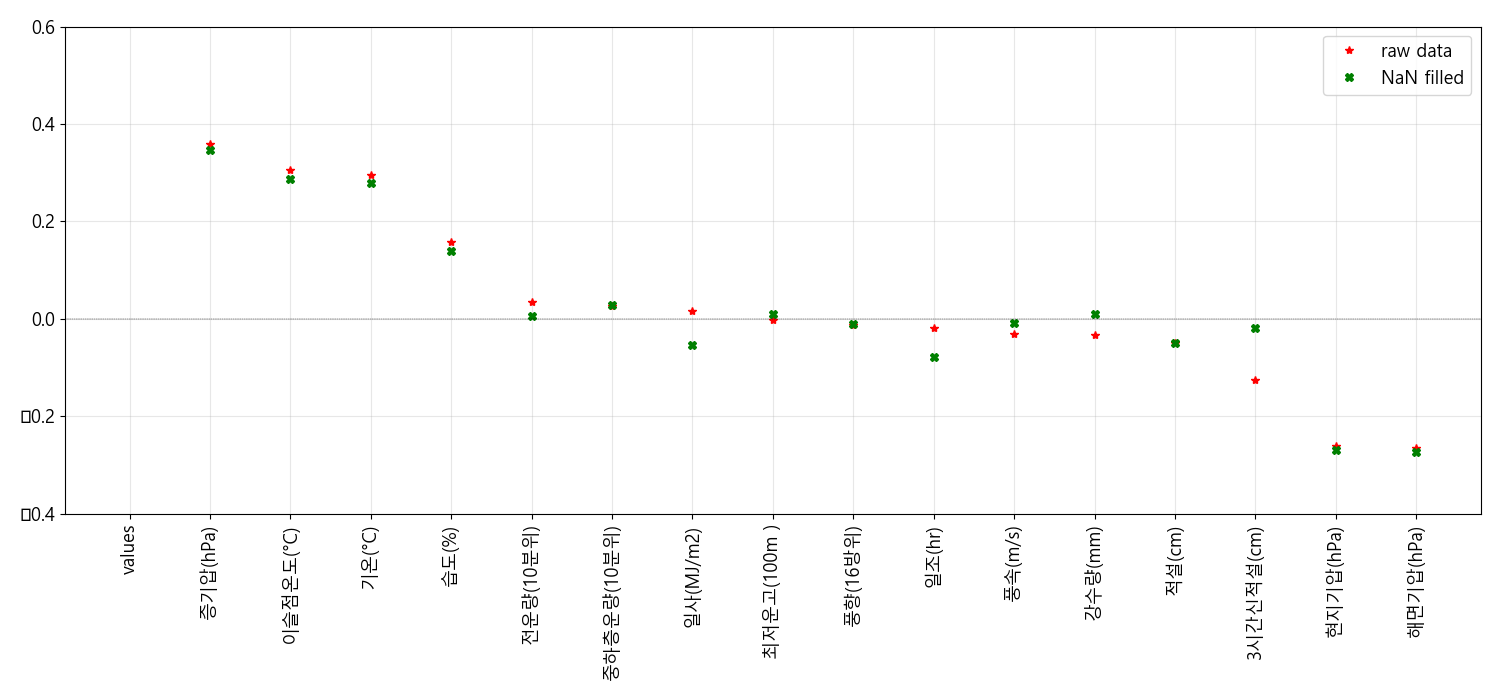 0.6
raw data
NaN filled
0.4
0.2
0.0
□0.2
□0.4
values
증기압(hPa)
이슬점온도(°C)
기온(°C)
습도(%)
전운량(10분위)
중하층운량(10분위)
일사(MJ/m2)
최저운고(100m )
풍향(16방위)
일조(hr)
풍속(m/s)
강수량(mm)
적설(cm)
3시간신적설(cm)
현지기압(hPa)
해면기압(hPa)